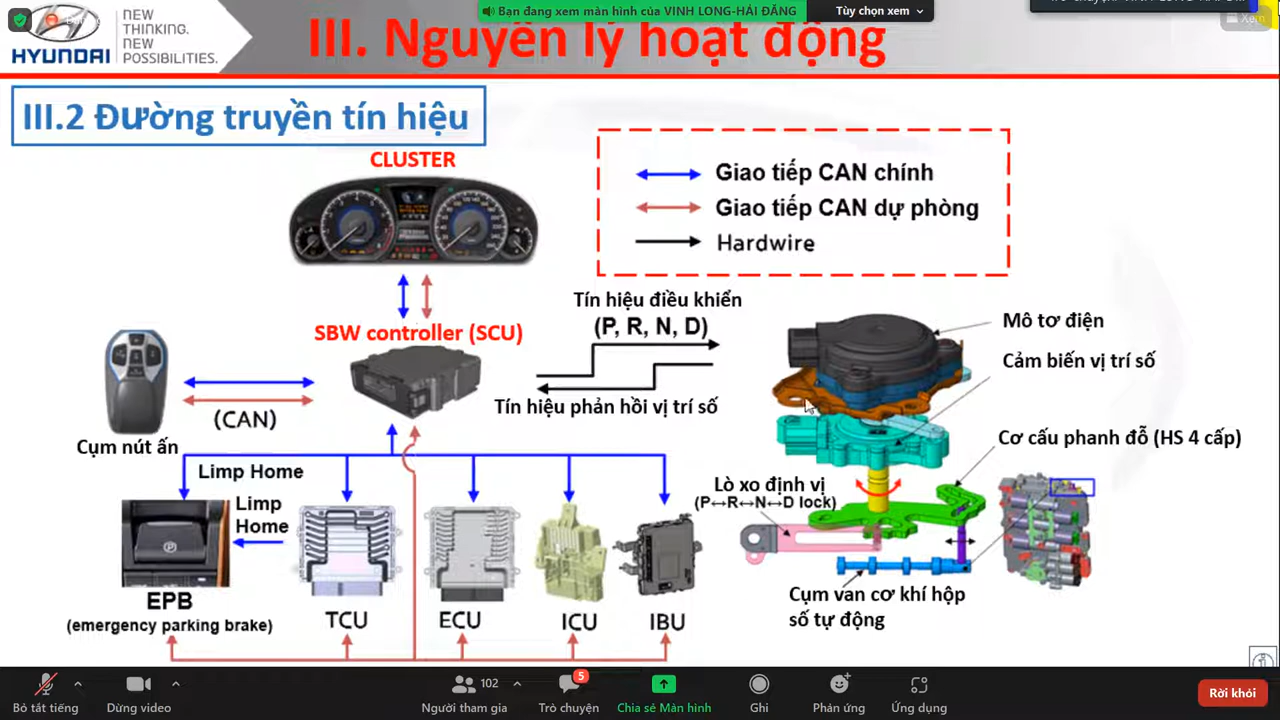 Bạn đang xem màn hình của VINH LONG-HẢI ĐĂNG
Tùy chọn xem
Xem
HYUNDAI
NEW
THINKING.
NEW
POSSIBILITIES.
III. Nguyên lý hoạt động
III.2 Đường truyền tín hiệu
CLUSTER
Giao tiếp CAN chính
Giao tiếp CAN dự phòng
Hardwire
Tín hiệu điều khiển
(P, R, N, D)
SBW controller (SCU)
Mô tơ điện
Cảm biến vị trí số
(CAN)
Tín hiệu phản hồi vị trí số
Cụm nút ấn
Cơ cấu phanh đỗ (HS 4 cấp)
Limp Home
Limp
Home
Lò xo định vị
(P↔R↔N↔D lock)
Cụm van cơ khí hộp
số tự động
EPB
(emergency parking brake)
TCU
ECU
ICU
IBU
Bỏ tắt tiếng
Dừng video
102
Người tham gia
5
Trò chuyện
Chia sẻ Màn hình
Ghi
Phản ứng
Ứng dụng
Rời khỏi